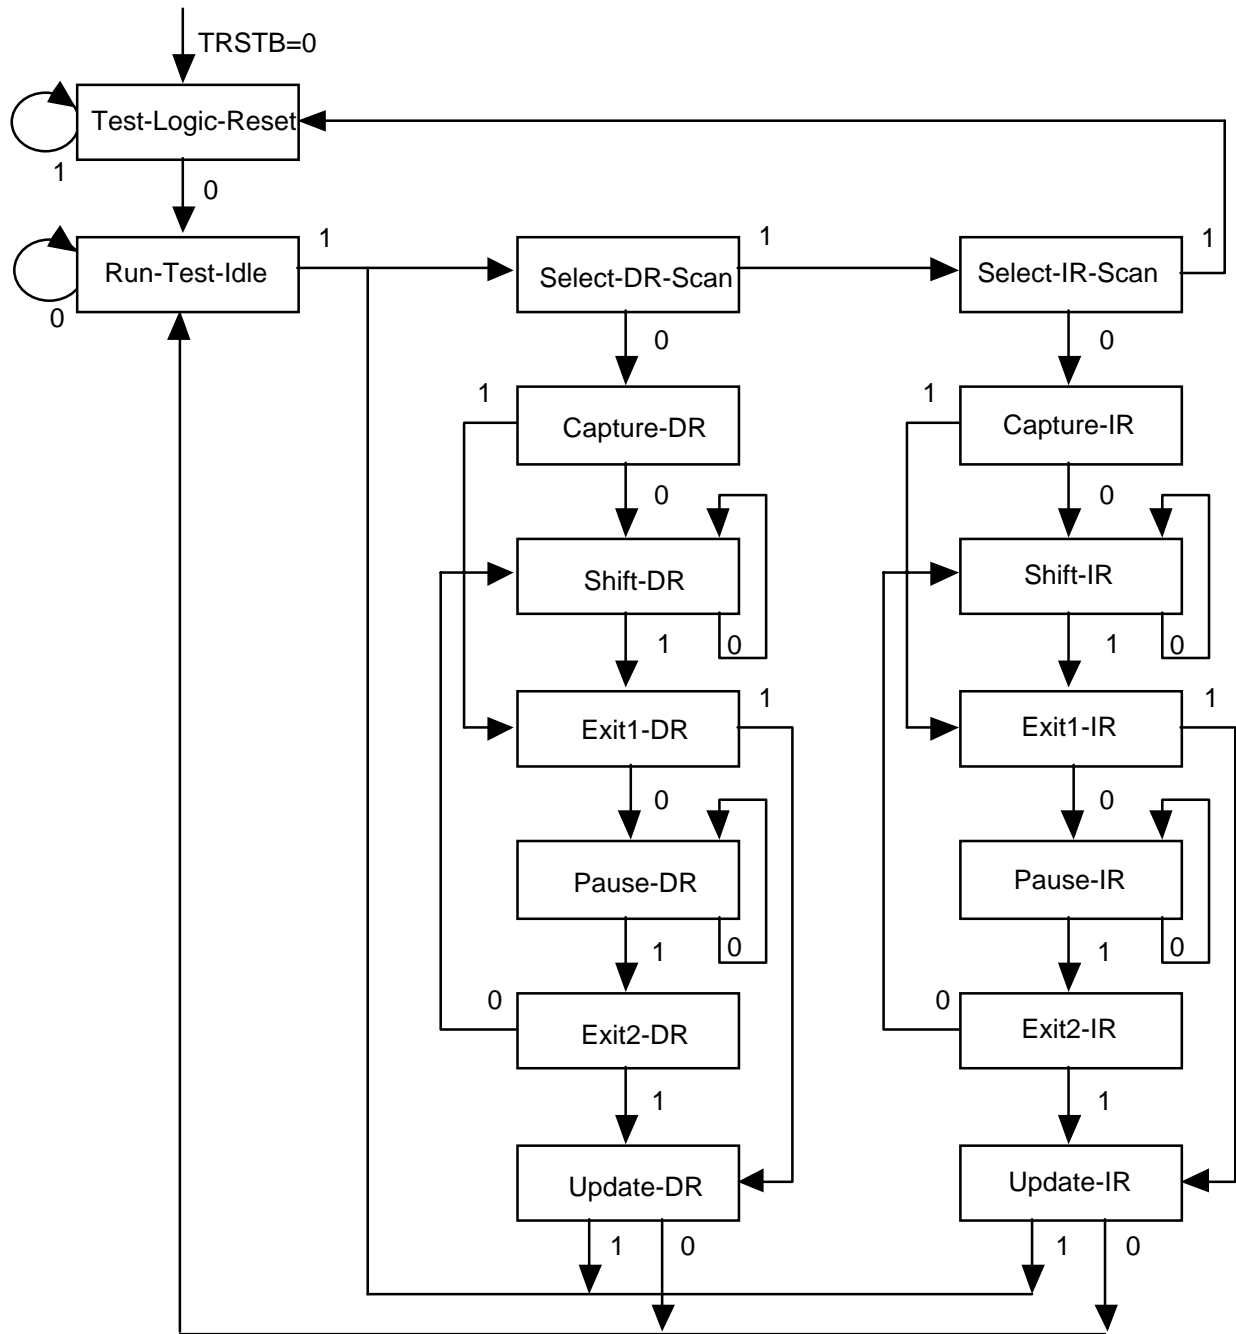 TRSTB=0
Test-Logic-Reset
1
0
Run-Test-Idle
0
1
Select-DR-Scan
1
Select-IR-Scan
1
0
0
1
Capture-DR
1
Capture-IR
0
0
Shift-DR
Shift-IR
1
0
1
0
Exit1-DR
1
Exit1-IR
1
0
0
Pause-DR
Pause-IR
1
0
1
0
0
Exit2-DR
0
Exit2-IR
1
1
Update-DR
Update-IR
1
0
1
0